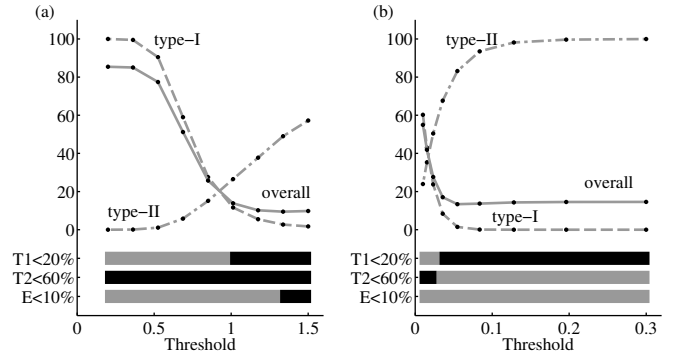 (a)
100
80
60
40
20
0
type−I
type−II
overall
T1<20%
T2<60%
E<10%
0
0.5
1
1.5
Threshold
(b)
100
80
60
40
20
0
type−II
overall
type−I
T1<20%
T2<60%
E<10%
0
0.1
0.2
0.3
Threshold